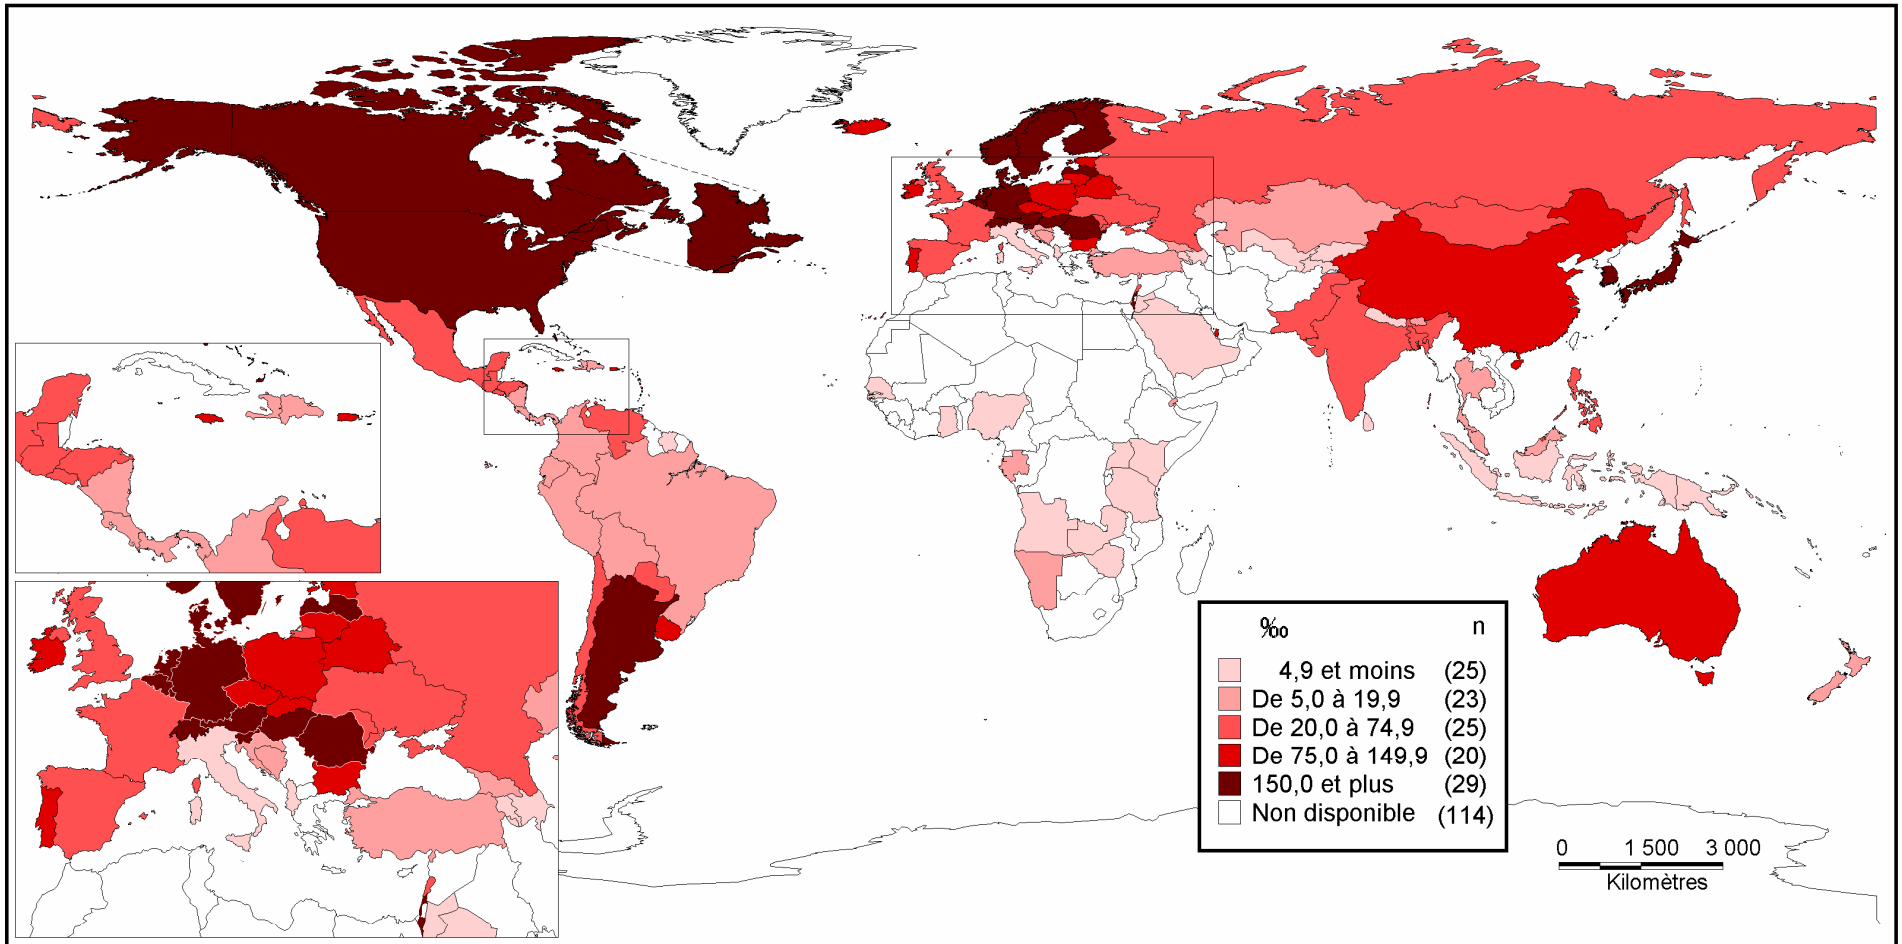 ‰ n
4,9 et moins (25)
De 5,0 à 19,9 (23)
De 20,0 à 74,9 (25)
De 75,0 à 149,9 (20)
150,0 et plus (29)
Non disponible (114)
0 1 500 3 000
Kilomètres